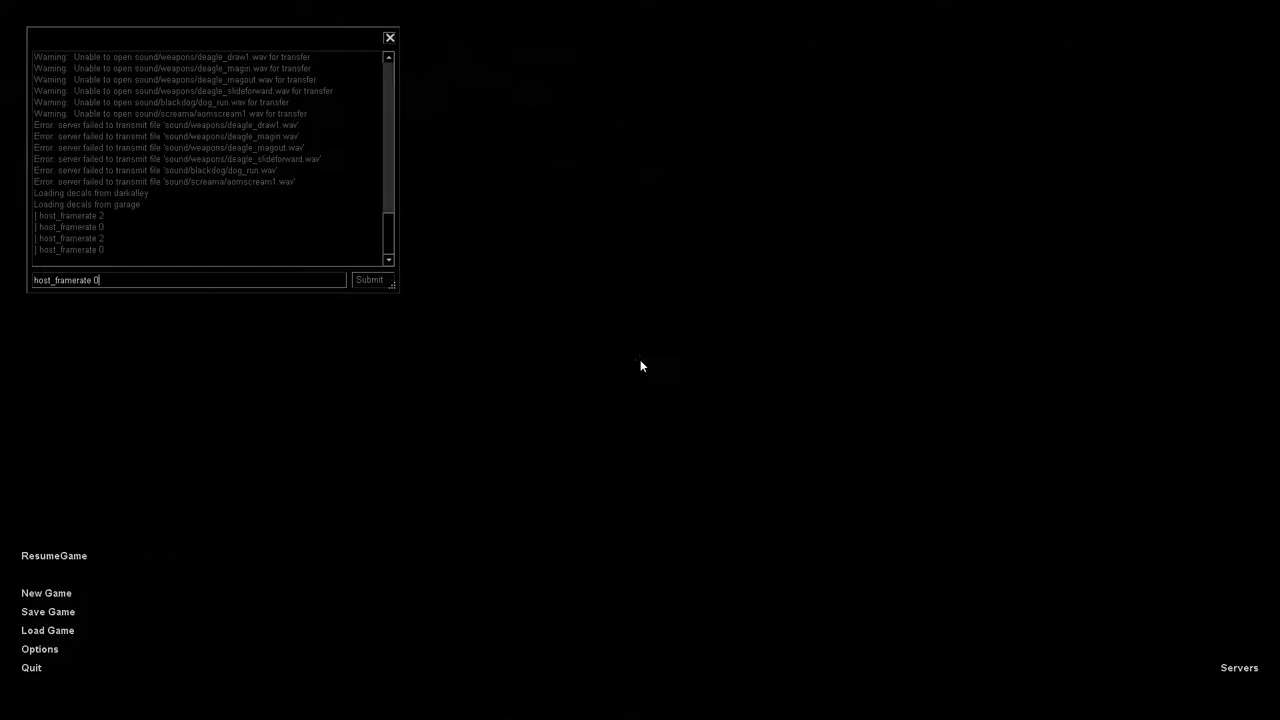 Warning:  Unable to open sound/weapons/deagle_draw1.wav for transfer
Warning:  Unable to open sound/weapons/deagle_magin.wav for transfer
Warning:  Unable to open sound/weapons/deagle_magout.wav for transfer
Warning:  Unable to open sound/weapons/deagle_slideforward.wav for transfer
Warning:  Unable to open sound/blackdog/dog_run.wav for transfer
Warning:  Unable to open sound/screama/aomscream1.wav for transfer
Error: server failed to transmit file 'sound/weapons/deagle_draw1.wav'
Error: server failed to transmit file 'sound/weapons/deagle_magin.wav'
Error: server failed to transmit file 'sound/weapons/deagle_magout.wav'
Error: server failed to transmit file 'sound/weapons/deagle_slideforward.wav'
Error: server failed to transmit file 'sound/blackdog/dog_run.wav'
Error: server failed to transmit file 'sound/screama/aomscream1.wav'
Loading decals from darkalley
Loading decals from garage
] host_framerate 2
] host_framerate 0
] host_framerate 2
] host_framerate 0
host_framerate 0
Submit
ResumeGame
New Game
Save Game
Load Game
Options
Quit
Servers